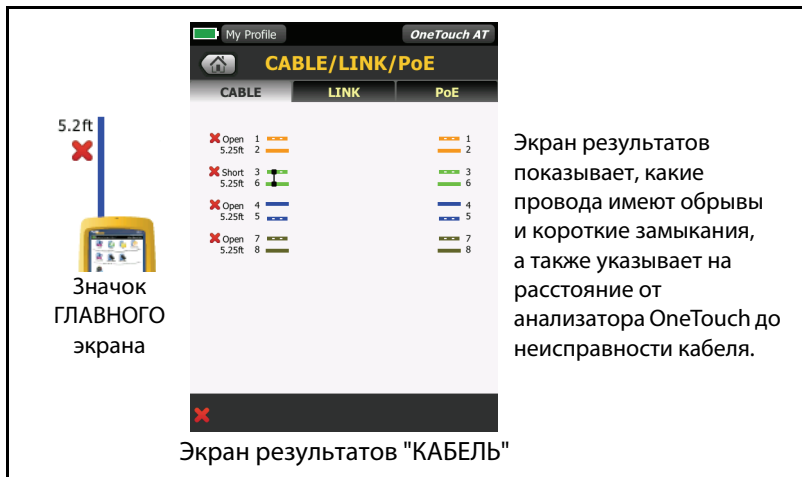 My Profile OneTouch AT
CABLE/LINK/PoE
CABLE LINK PoE
5.2ft
Open 1 1
5.25ft 2 2
Short 3 3
5.25ft 6 6
Open 4 4
5.25ft 5 5
Open 7 7
5.25ft 8 8
Значок
ГЛАВНОГО
экрана
Экран результатов
показывает, какие
провода имеют обрывы
и короткие замыкания,
а также указывает на
расстояние от
анализатора OneTouch до
неисправности кабеля.
Экран результатов "КАБЕЛЬ"